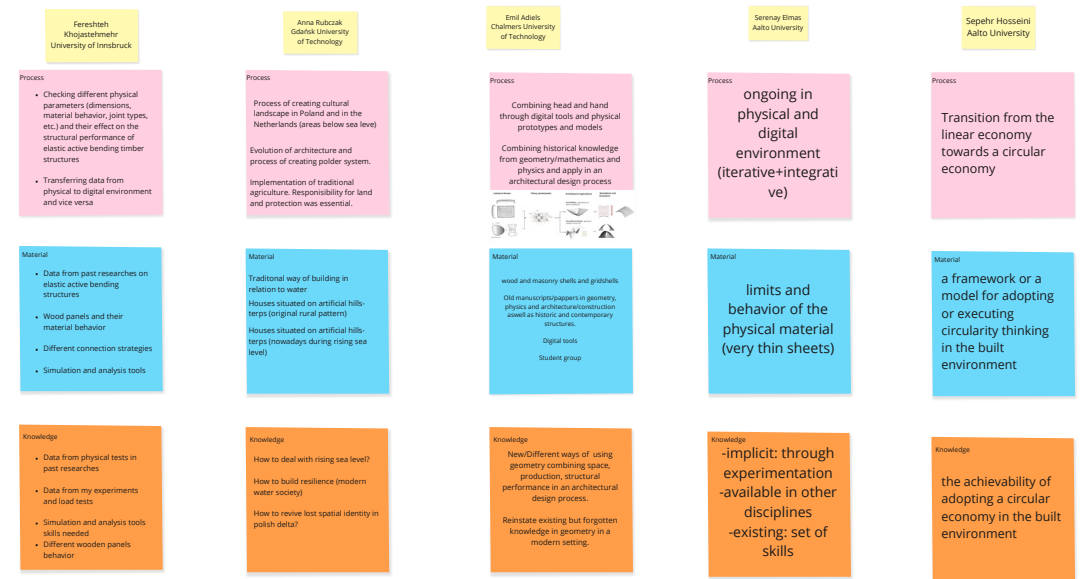 Fereshteh
Khojastehmehr
University of Innsbruck
Process
• Checking different physical
parameters (dimensions,
material behavior, joint types,
etc.) and their effect on the
structural performance of
elastic active bending timber
structures
• Transferring data from
physical to digital environment
and vice versa
Material
• Data from past researches on
elastic active bending
structures
• Wood panels and their
material behavior
• Different connection strategies
• Simulation and analysis tools
Knowledge
• Data from physical tests in
past researches
• Data from my experiments
and load tests
• Simulation and analysis tools
skills needed
• Different wooden panels
behavior
Anna Rubczak
Gdańsk University
of Technology
Process
Process of creating cultural
landscape in Poland and in the
Netherlands (areas below sea leve)
Evolution of architecture and
process of creating polder system.
Implementation of traditional
agriculture. Responisibility for land
and protection was essential.
Material
Traditonal way of building in
relation to water
Houses situated on artificial hills-
terps (original rural pattern)
Houses situated on artificial hills-
terps (nowadays during rising sea
level)
Knowledge
How to deal with rising sea level?
How to build resilience (modern
water society)
How to revive lost spatial identity in
polish delta?
Emil Adiels
Chalmers University
of Technology
Process
Combining head and hand
through digital tools and physical
prototypes and models
Combining historical knowledge
from geometry/mathematics and
physics and apply in an
architectural design process
Material
wood and masonry shells and gridshells
Old manuscripts/pappers in geometry,
physics and architecture/construction
aswell as historic and contemporary
structures.
Digital tools
Student group
Knowledge
New/Different ways of using
geometry combining space,
production, structural
performance in an architectural
design process.
Reinstate existing but forgotten
knowledge in geometry in a
modern setting.
Serenay Elmas
Aalto University
Process
ongoing in
physical and
digital
environment
(iterative+integrati
ve)
Material
limits and
behavior of the
physical material
(very thin sheets)
Knowledge
-implicit: through
experimentation
-available in other
disciplines
-existing: set of
skills
Sepehr Hosseini
Aalto University
Process
Transition from the
linear economy
towards a circular
economy
Material
a framework or a
model for adopting
or executing
circularity thinking
in the built
environment
Knowledge
the achievability of
adopting a circular
economy in the built
environment